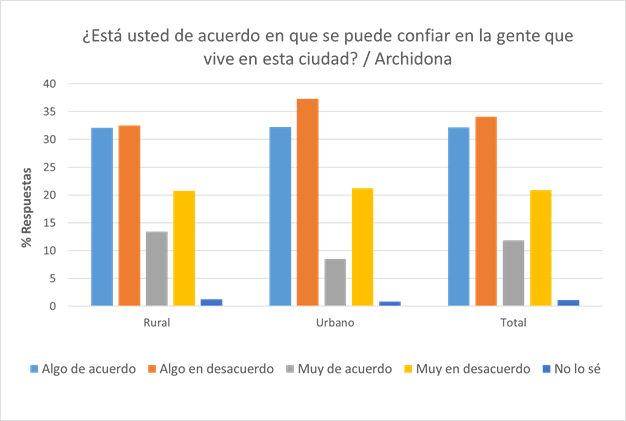 ¿Está usted de acuerdo en que se puede confiar en la gente que
vive en esta ciudad? / Archidona
% Respuestas
40
35
30
25
20
15
10
5
0
Rural
Urbano
Total
Algo de acuerdo
Algo en desacuerdo
Muy de acuerdo
Muy en desacuerdo
No lo sé